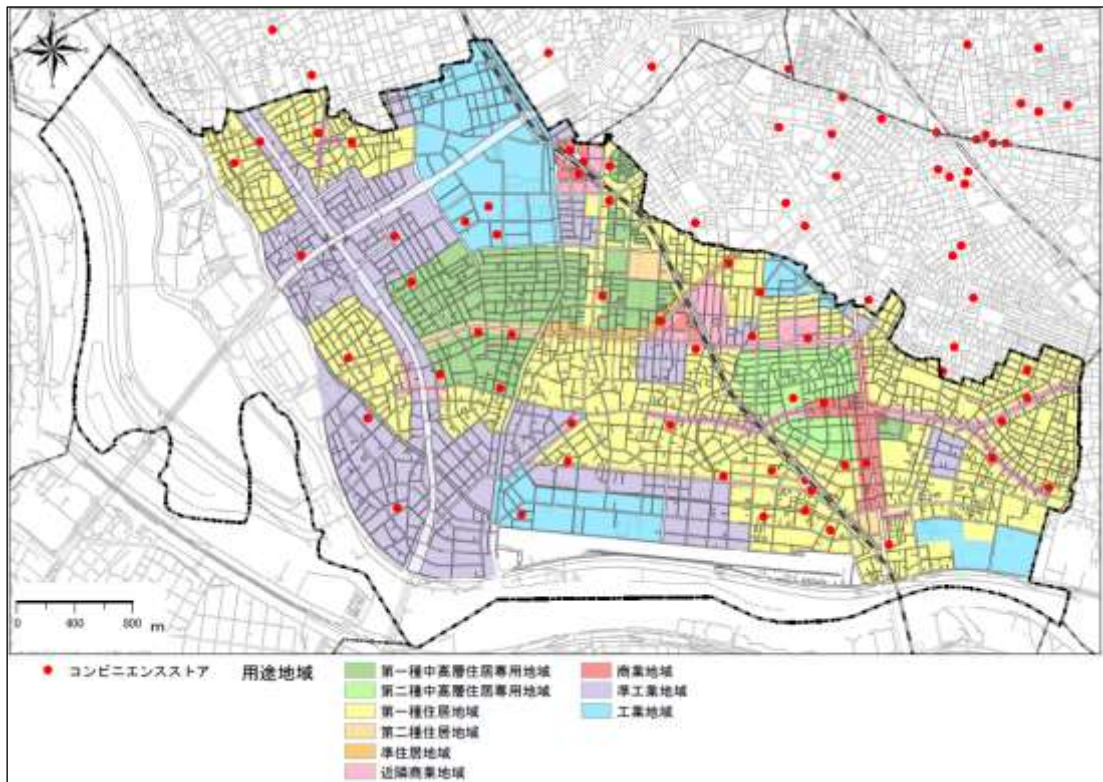 0 400 800 m
コンビニエンスストア
用途地域
第一種中高層住居専用地域
第二種中高層住居専用地域
第一種住居地域
第二種住居地域
準住居地域
近隣商業地域
商業地域
準工業地域
工業地域